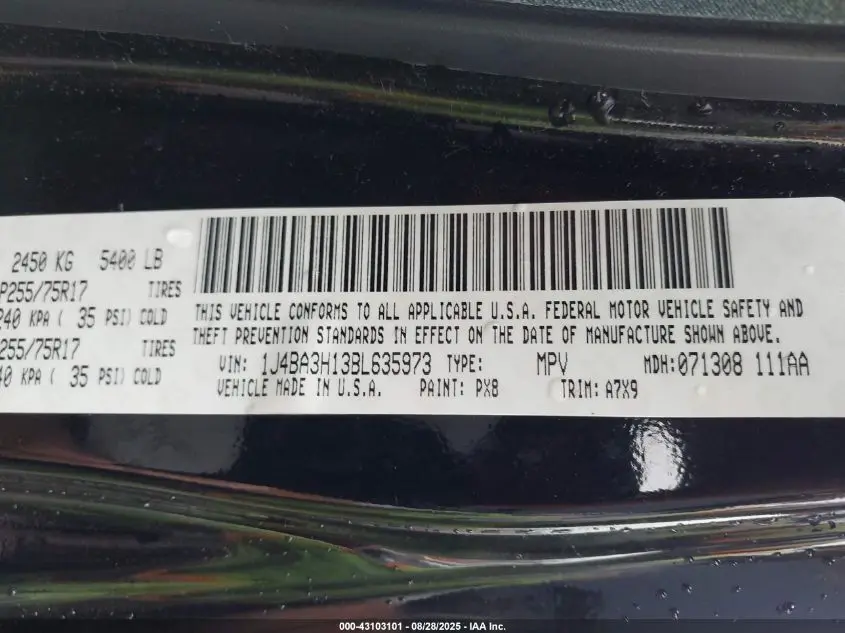 2450 KG 5400 LB
P255/75R17 TIRES
240 KPA ( 35 PSI) COLD
255/75R17 TIRES
40 KPA ( 35 PSI) COLD
THIS VEHICLE CONFORMS TO ALL APPLICABLE U.S.A. FEDERAL MOTOR VEHICLE SAFETY AND
THEFT PREVENTION STANDARDS IN EFFECT ON THE DATE OF MANUFACTURE SHOWN ABOVE.
VIN: 1J4BA3H13BL635973 TYPE: MPV MDH:071308 111AA
VEHICLE MADE IN U.S.A. PAINT: PX8 TRIM: A7X9
000-43103101 | 08/28/2025 - IAA Inc.